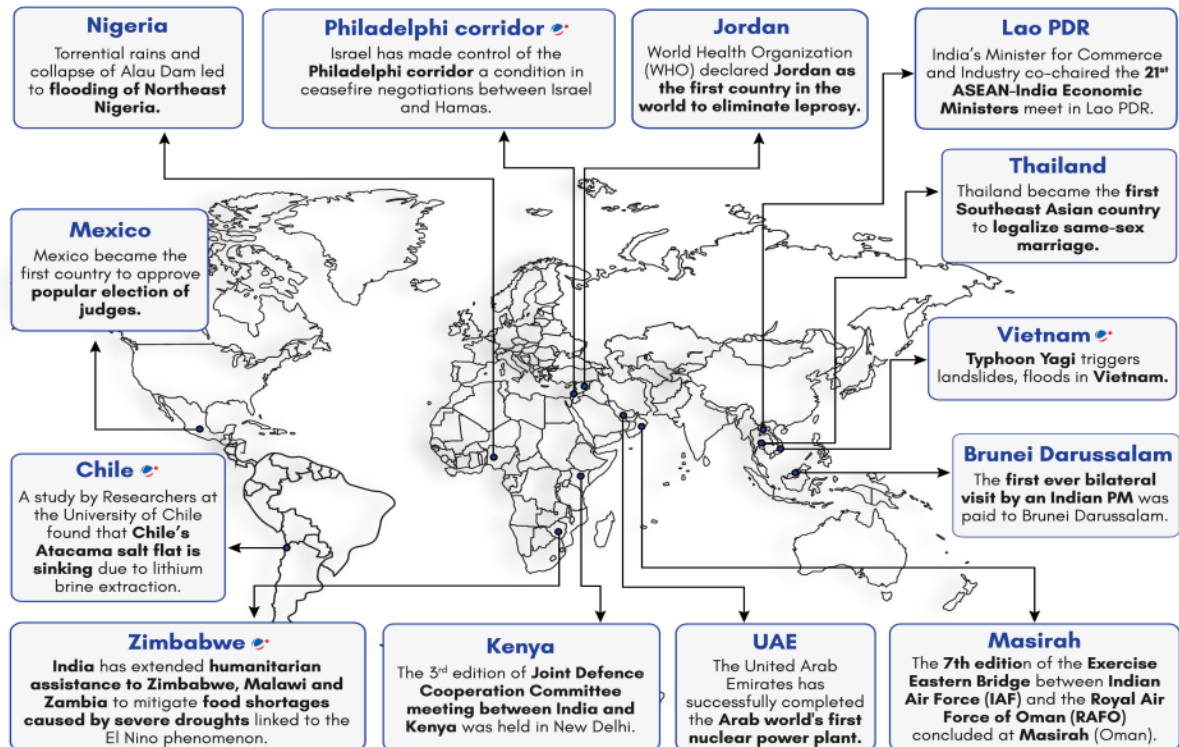 Nigeria
Torrential rains and
collapse of Alau Dam led
to flooding of Northeast
Nigeria.
Philadelphi corridor
Israel has made control of the
Philadelphi corridor a condition in
ceasefire negotiations between Israel
and Hamas.
Jordan
World Health Organization
(WHO) declared Jordan as
the first country in the
world to eliminate leprosy.
Lao PDR
India's Minister for Commerce
and Industry co-chaired the 21st
ASEAN-India Economic
Ministers meet in Lao PDR.
Thailand
Thailand became the first
Southeast Asian country
to legalize same-sex
marriage.
Mexico
Mexico became the
first country to approve
popular election of
judges.
Vietnam
Typhoon Yagi triggers
landslides, floods in Vietnam.
Chile
A study by Researchers at
the University of Chile
found that Chile's
Atacama salt flat is
sinking due to lithium
brine extraction.
Brunei Darussalam
The first ever bilateral
visit by an Indian PM was
paid to Brunei Darussalam.
Zimbabwe
India has extended humanitarian
assistance to Zimbabwe, Malawi and
Zambia to mitigate food shortages
caused by severe droughts linked to the
El Nino phenomenon.
Kenya
The 3rd edition of Joint Defence
Cooperation Committee
meeting between India and
Kenya was held in New Delhi.
UAE
The United Arab
Emirates has
successfully completed
the Arab world's first
nuclear power plant.
Masirah
The 7th edition of the Exercise
Eastern Bridge between Indian
Air Force (IAF) and the Royal Air
Force of Oman (RAFO)
concluded at Masirah (Oman).